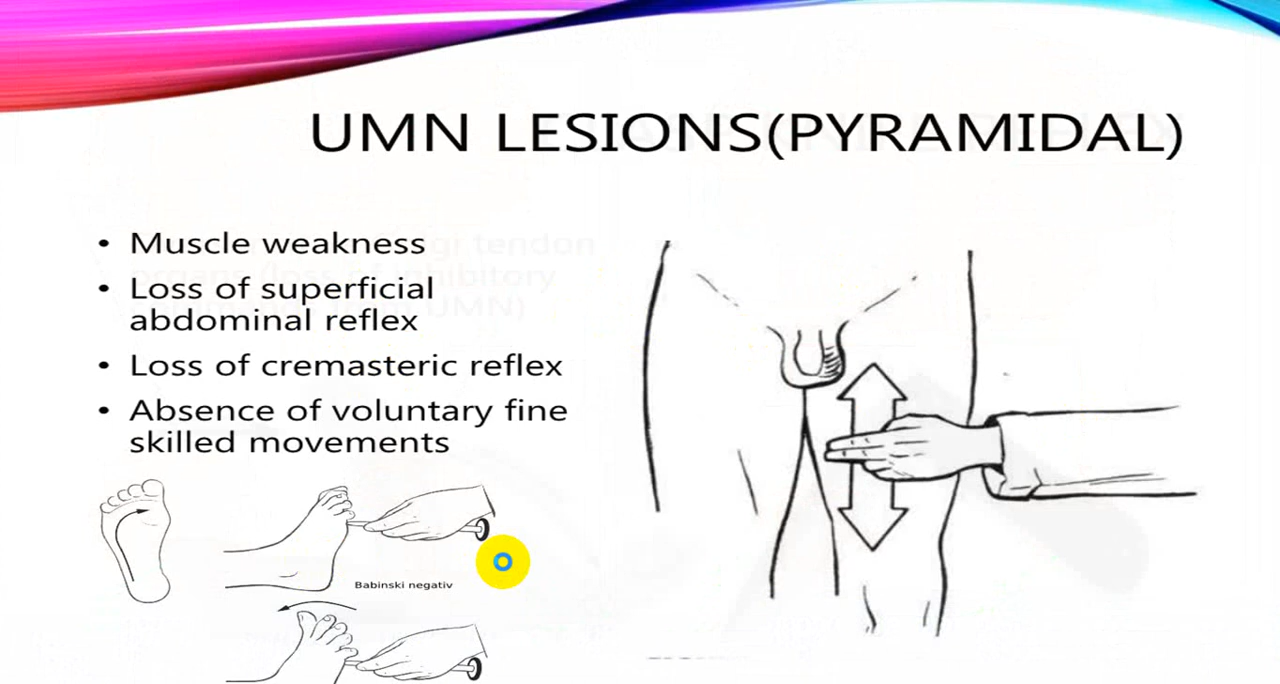 UMN LESIONS(PYRAMIDAL)
• Muscle weakness
• Loss of superficial
abdominal reflex
• Loss of cremasteric reflex
• Absence of voluntary fine
skilled movements
Babinski negativ